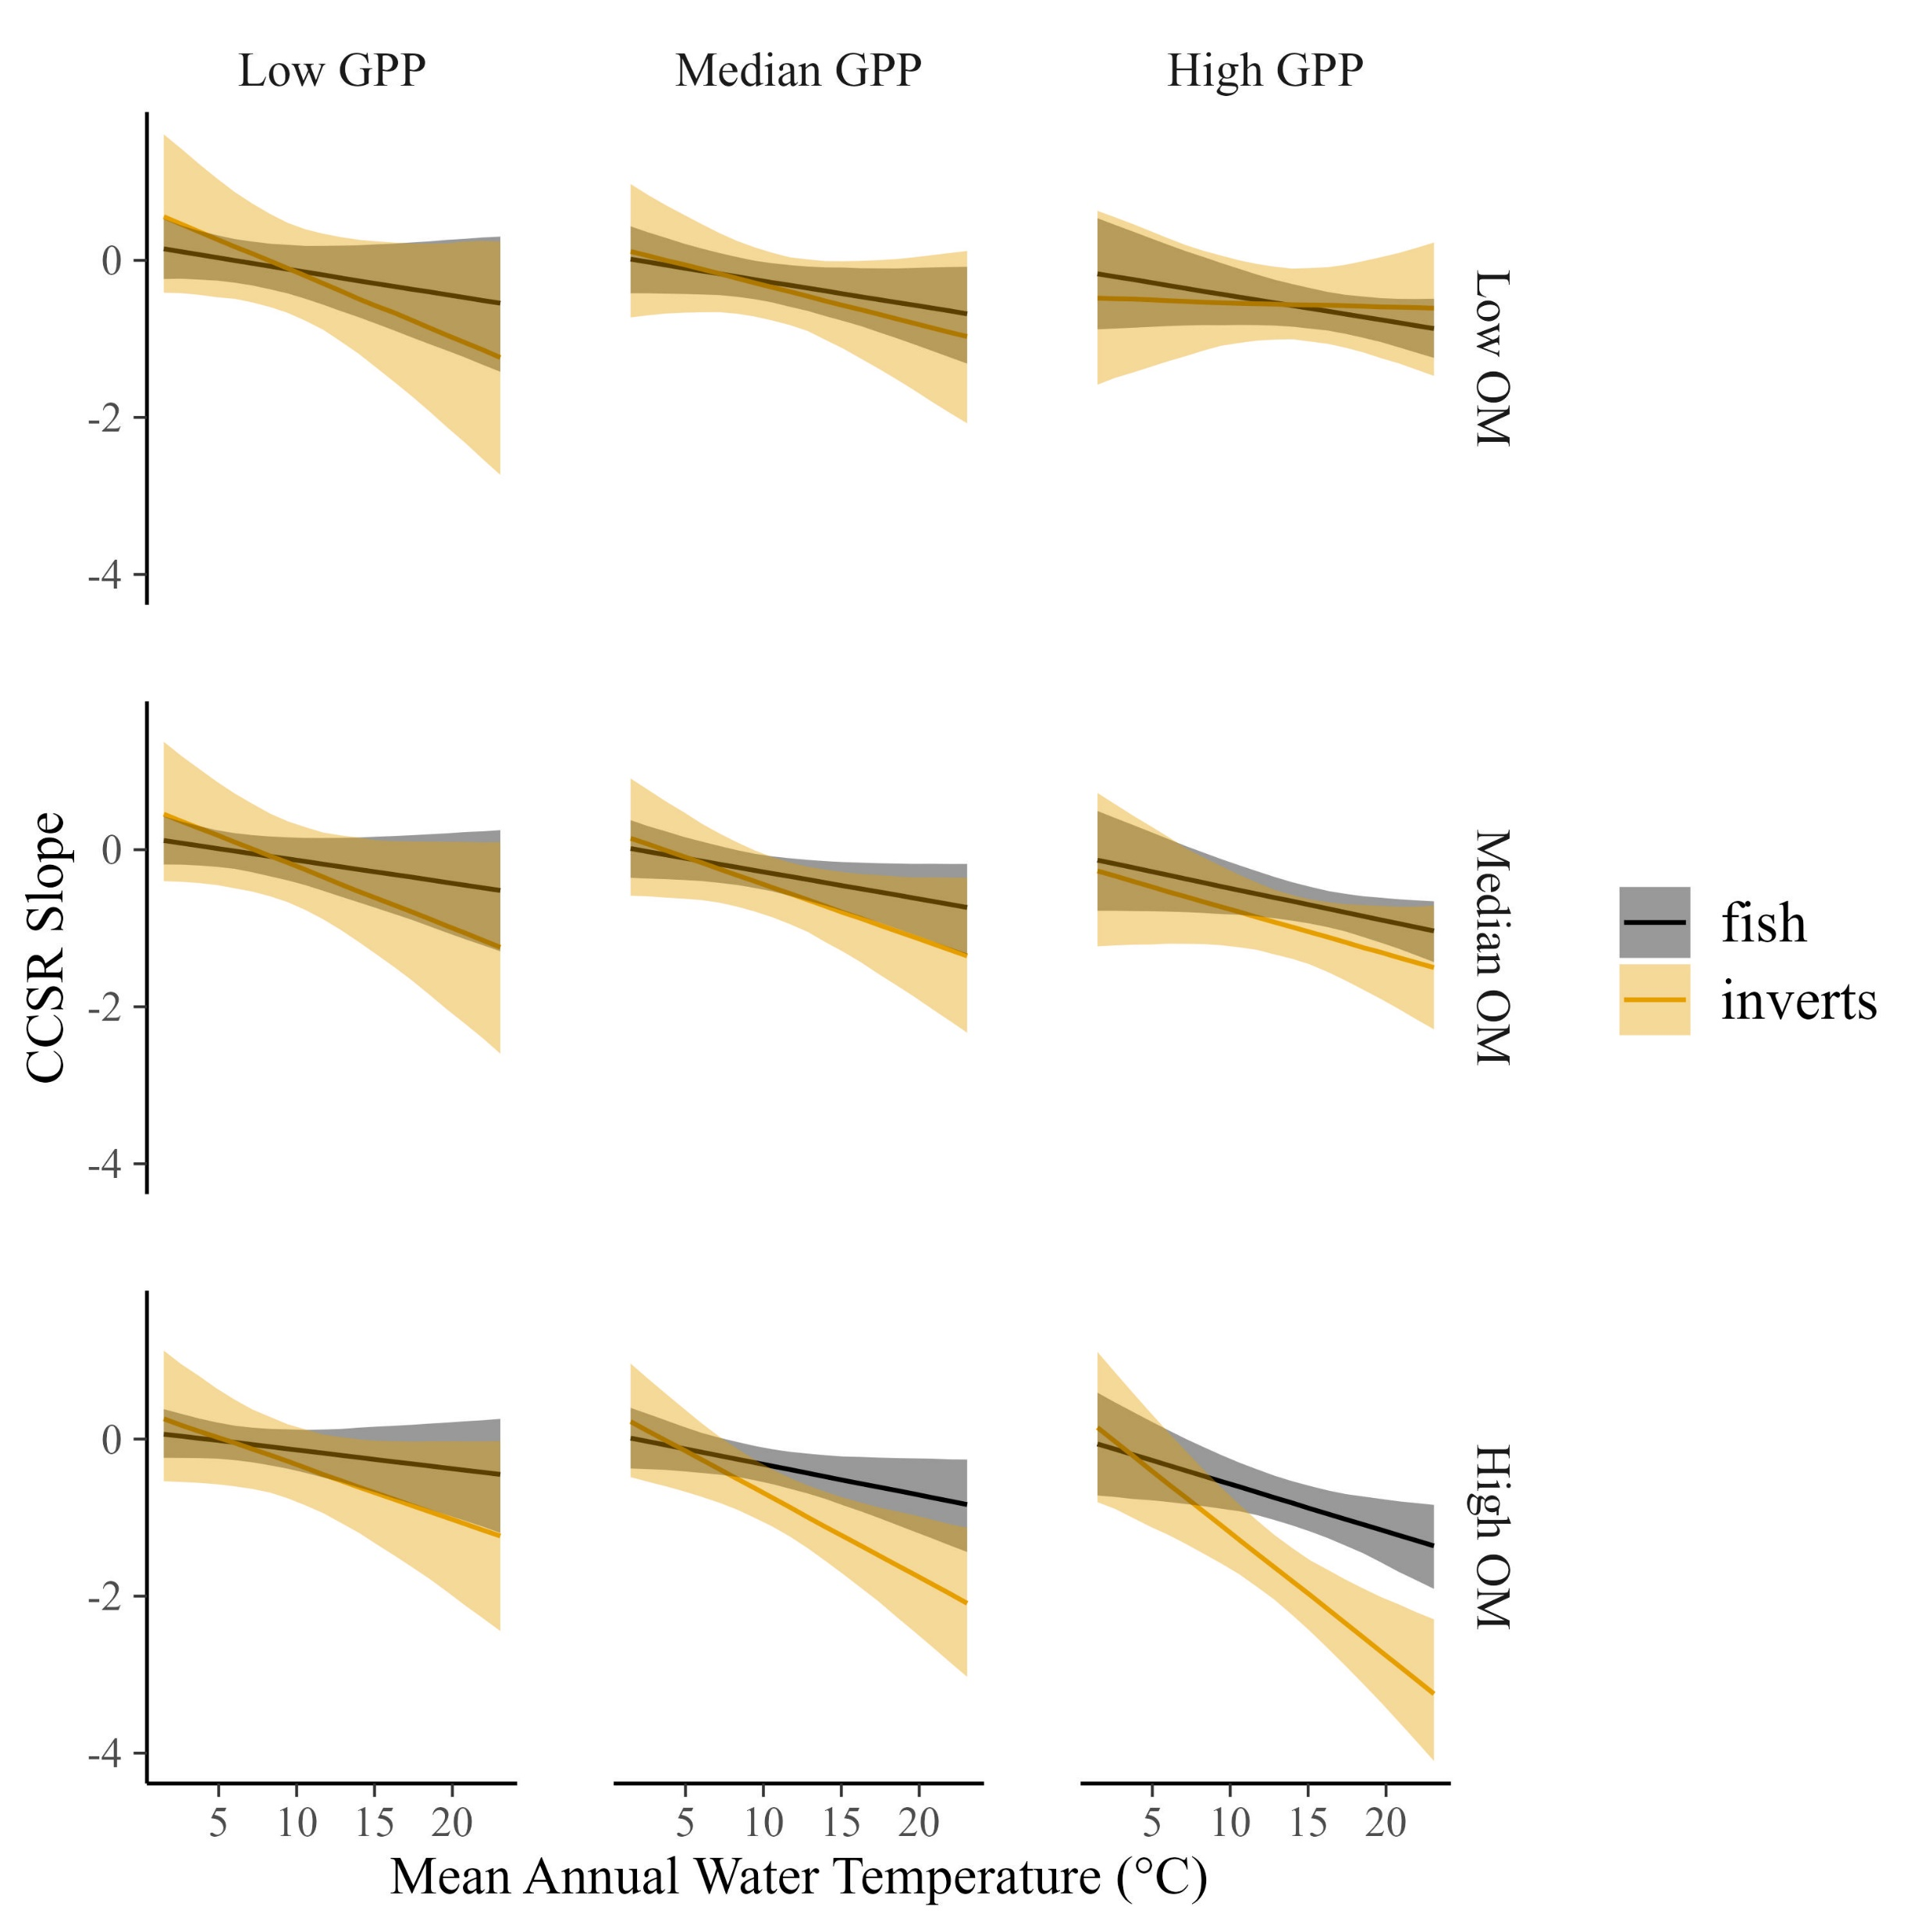 Low GPP Median GPP High GPP
0
-2
-4
Low OM
CCSR Slope
0
-2
-4
Median OM
fish
inverts
0
-2
-4
High OM
5 10 15 20 5 10 15 20 5 10 15 20
Mean Annual Water Temperature (°C)